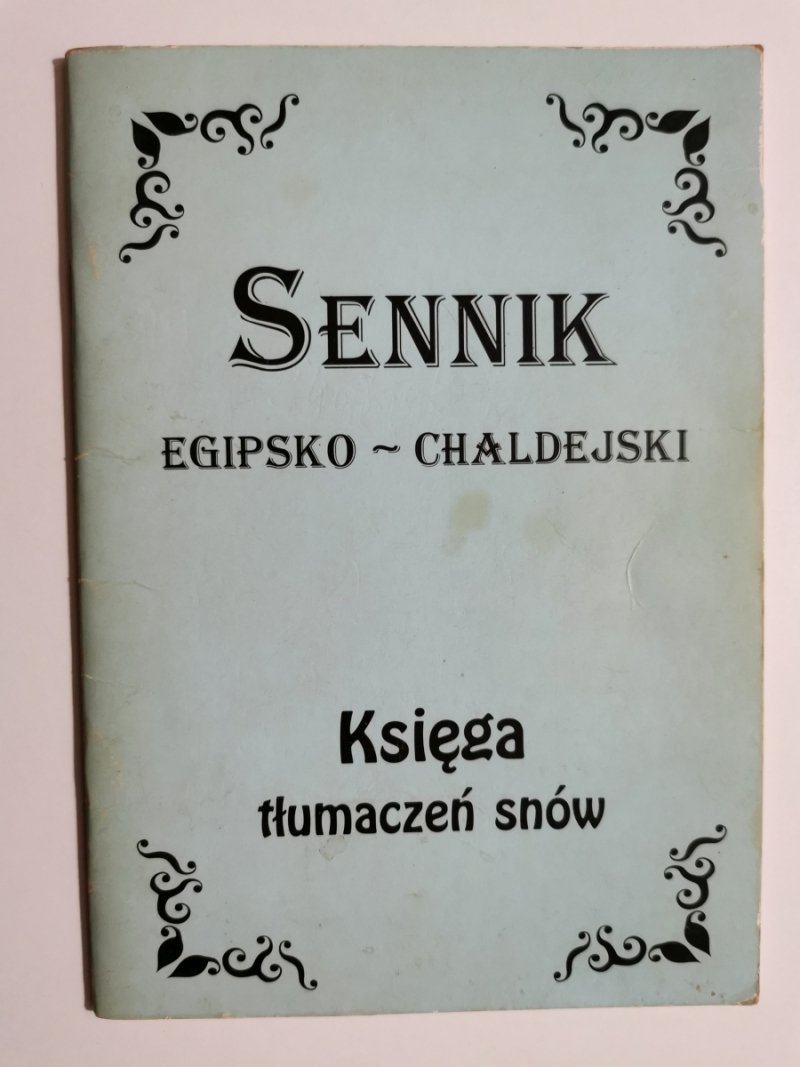 SENNIK
EGIPSKO ~ CHALDEJSKI
Księga
tłumaczeń snów